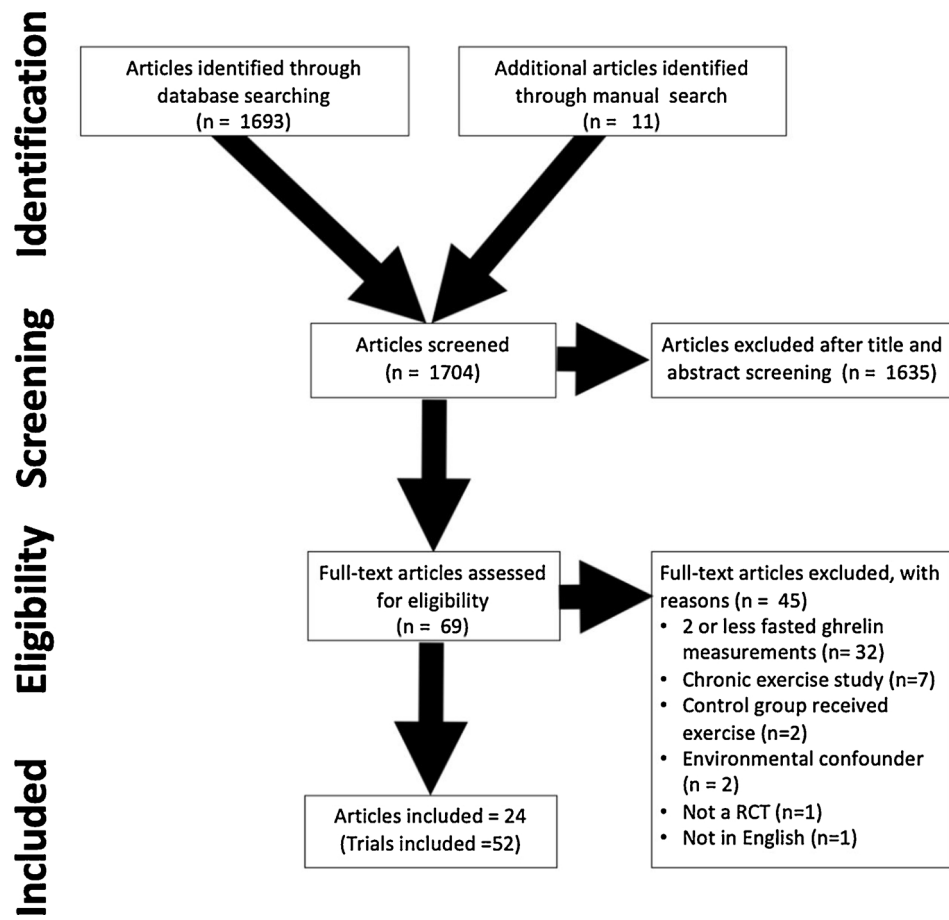 Identification
Articles identified through
database searching
(n = 1693)
Additional articles identified
through manual search
(n = 11)
Screening
Articles screened
(n = 1704)
Articles excluded after title and
abstract screening (n = 1635)
Eligibility
Full-text articles assessed
for eligibility
(n = 69)
Full-text articles excluded, with
reasons (n = 45)
• 2 or less fasted ghrelin
measurements (n= 32)
• Chronic exercise study (n=7)
• Control group received
exercise (n=2)
• Environmental confounder
(n = 2)
• Not a RCT (n=1)
• Not in English (n=1)
Included
Articles included = 24
(Trials included =52)